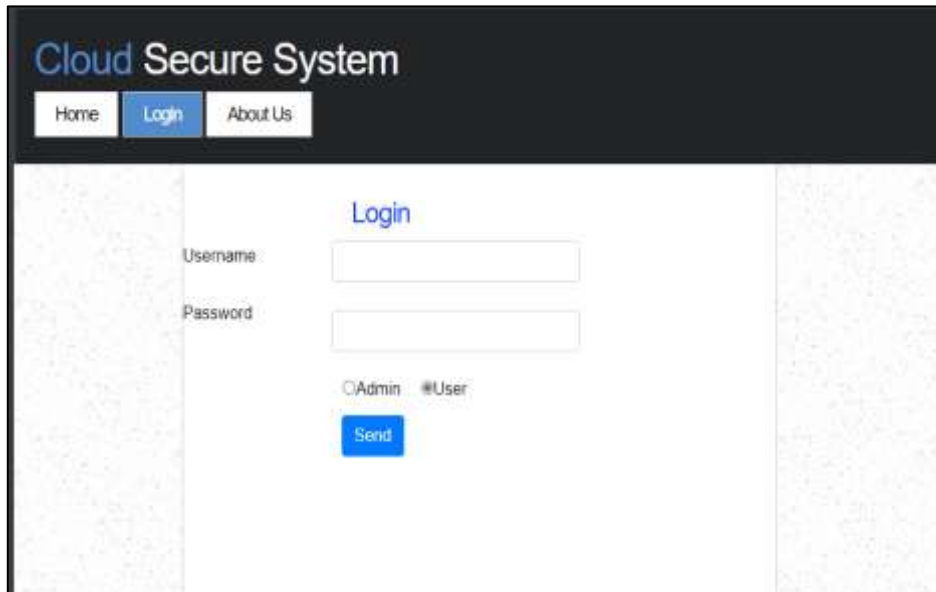 Cloud Secure System
Home Login About Us
Login
Username
Password
Admin User
Send